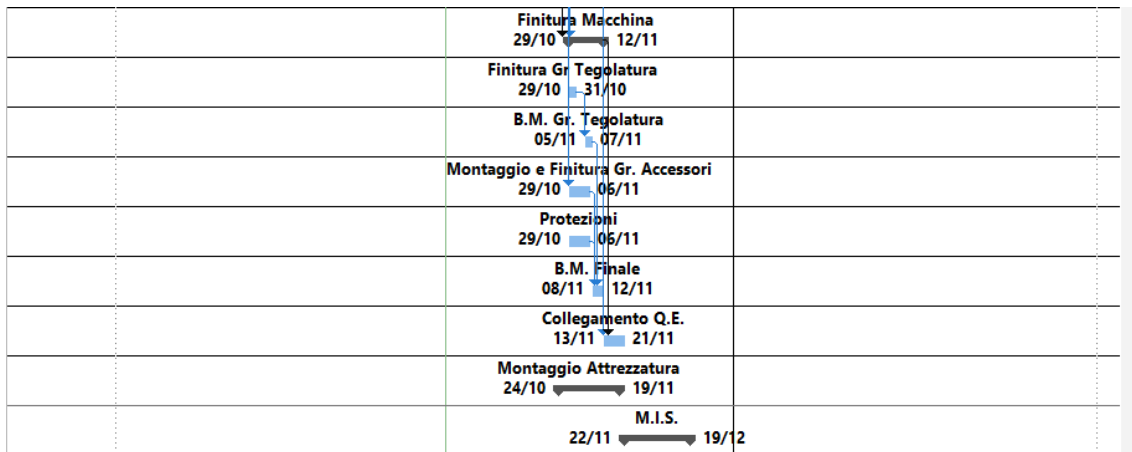 Finitura Macchina
29/10 12/11
Finitura Gr Tegolatura
29/10 31/10
B.M. Gr. Tegolatura
05/11 07/11
Montaggio e Finitura Gr. Accessori
29/10 06/11
Protezioni
29/10 06/11
B.M. Finale
08/11 12/11
Collegamento Q.E.
13/11 21/11
Montaggio Attrezzatura
24/10 19/11
M.I.S.
22/11 19/12